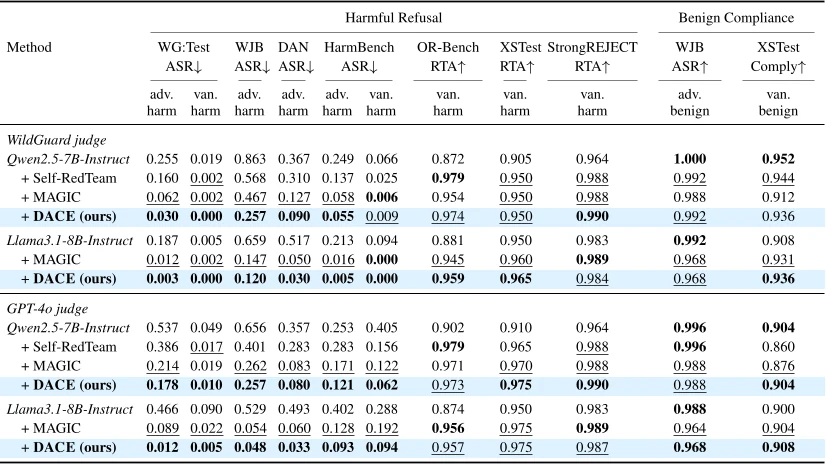 Harmful Refusal Benign Compliance
Method WG:Test WJB DAN HarmBench OR-Bench XSTest StrongREJECT WJB XSTest
ASR↓ ASR↓ ASR↓ ASR↓ RTA↑ RTA↑ RTA↑ ASR↑ Comply↑
adv. van. adv. adv. adv. van. van. van. van. adv. van.
harm harm harm harm harm harm harm harm harm benign benign
WildGuard judge
Qwen2.5-7B-Instruct 0.255 0.019 0.863 0.367 0.249 0.066 0.872 0.905 0.964 1.000 0.952
+ Self-RedTeam 0.160 0.002 0.568 0.310 0.137 0.025 0.979 0.950 0.988 0.992 0.944
+ MAGIC 0.062 0.002 0.467 0.127 0.058 0.006 0.954 0.950 0.988 0.988 0.912
+ DACE (ours) 0.030 0.000 0.257 0.090 0.055 0.009 0.974 0.950 0.990 0.992 0.936
Llama3.1-8B-Instruct 0.187 0.005 0.659 0.517 0.213 0.094 0.881 0.950 0.983 0.992 0.908
+ MAGIC 0.012 0.002 0.147 0.050 0.016 0.000 0.945 0.960 0.989 0.968 0.931
+ DACE (ours) 0.003 0.000 0.120 0.030 0.005 0.000 0.959 0.965 0.984 0.968 0.936
GPT-4o judge
Qwen2.5-7B-Instruct 0.537 0.049 0.656 0.357 0.253 0.405 0.902 0.910 0.964 0.996 0.904
+ Self-RedTeam 0.386 0.017 0.401 0.283 0.283 0.156 0.979 0.965 0.988 0.996 0.860
+ MAGIC 0.214 0.019 0.262 0.083 0.171 0.122 0.971 0.970 0.988 0.988 0.876
+ DACE (ours) 0.178 0.010 0.257 0.080 0.121 0.062 0.973 0.975 0.990 0.988 0.904
Llama3.1-8B-Instruct 0.466 0.090 0.529 0.493 0.402 0.288 0.874 0.950 0.983 0.988 0.900
+ MAGIC 0.089 0.022 0.054 0.060 0.128 0.192 0.956 0.975 0.989 0.964 0.904
+ DACE (ours) 0.012 0.005 0.048 0.033 0.093 0.094 0.957 0.975 0.987 0.968 0.908